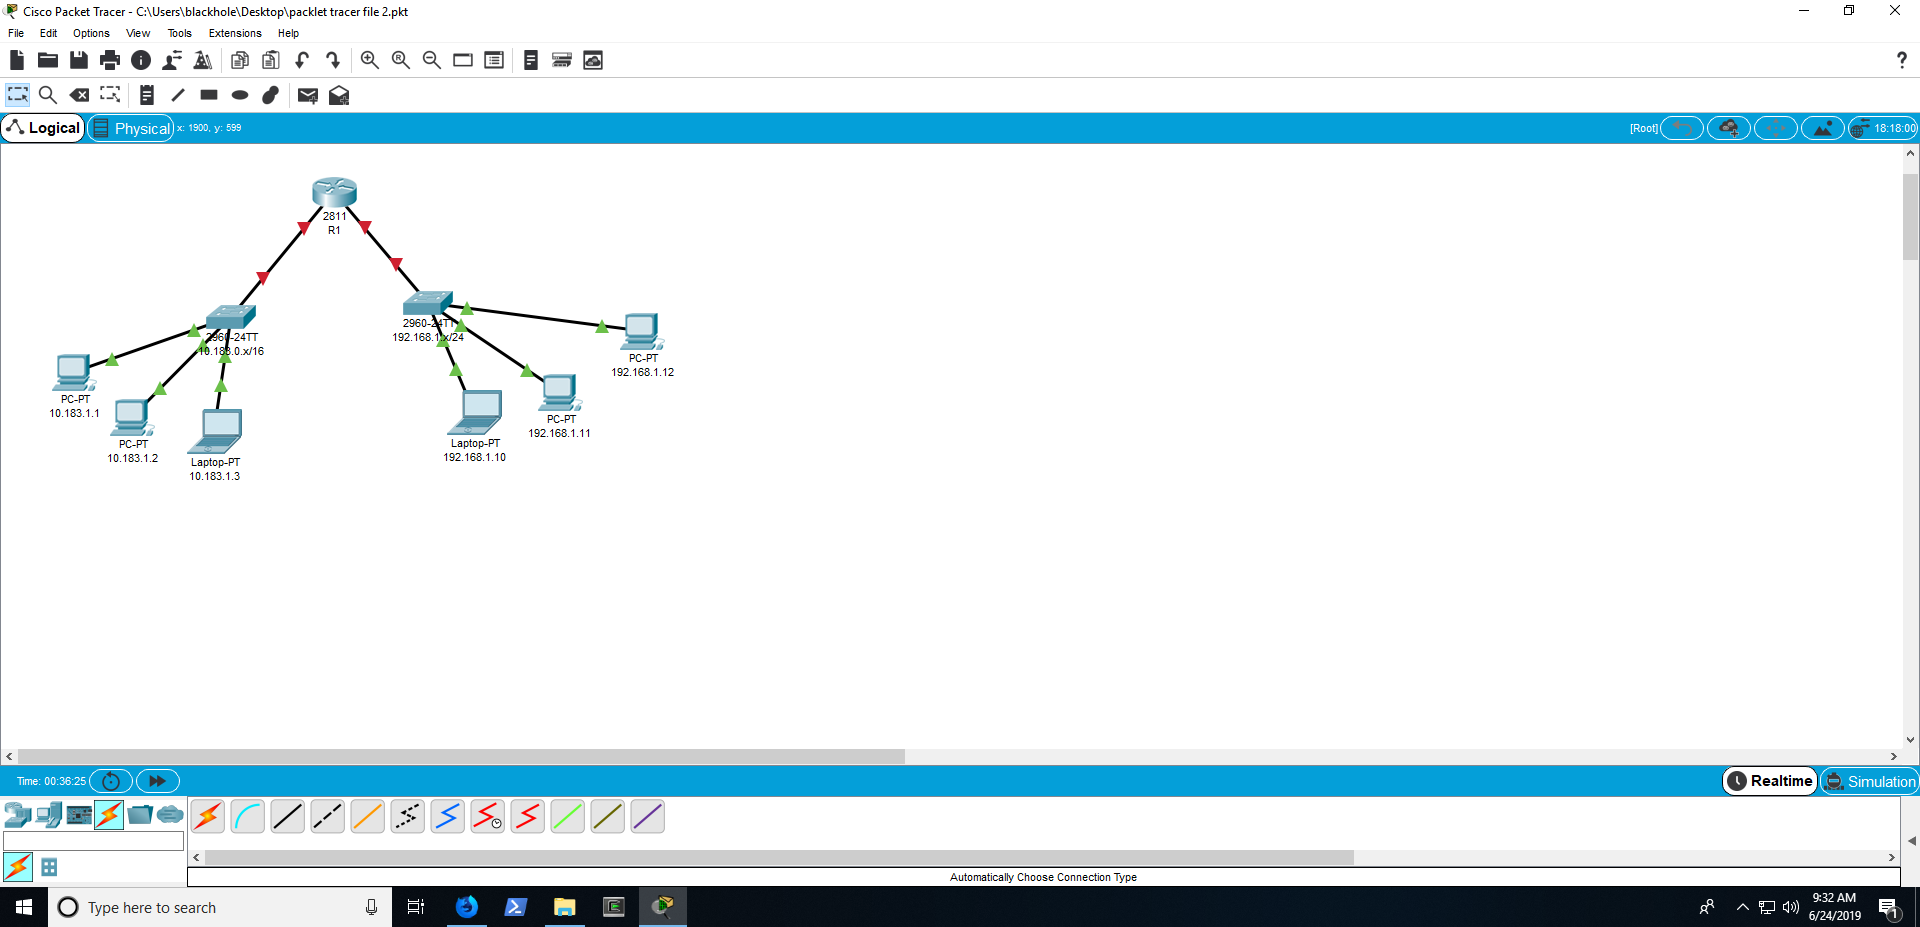 Cisco Packet Tracer - C:\Users\blackhole\Desktop\packlet tracer file 2.pkt
File Edit Options View Tools Extensions Help
Logical Physical x: 1900, y: 599 [Root] 18:18:00
2811
R1
2960-24TT
10.183.0.x/16
2960-24TT
192.168.1.x/24
PC-PT
192.168.1.12
PC-PT
10.183.1.1
PC-PT
192.168.1.11
PC-PT
10.183.1.2
Laptop-PT
192.168.1.10
Laptop-PT
10.183.1.3
Time: 00:36:25 Realtime Simulation
Automatically Choose Connection Type
Type here to search
9:32 AM
6/24/2019
1